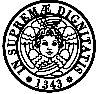 IN SUPREMÆ DIGNITATIS
1343